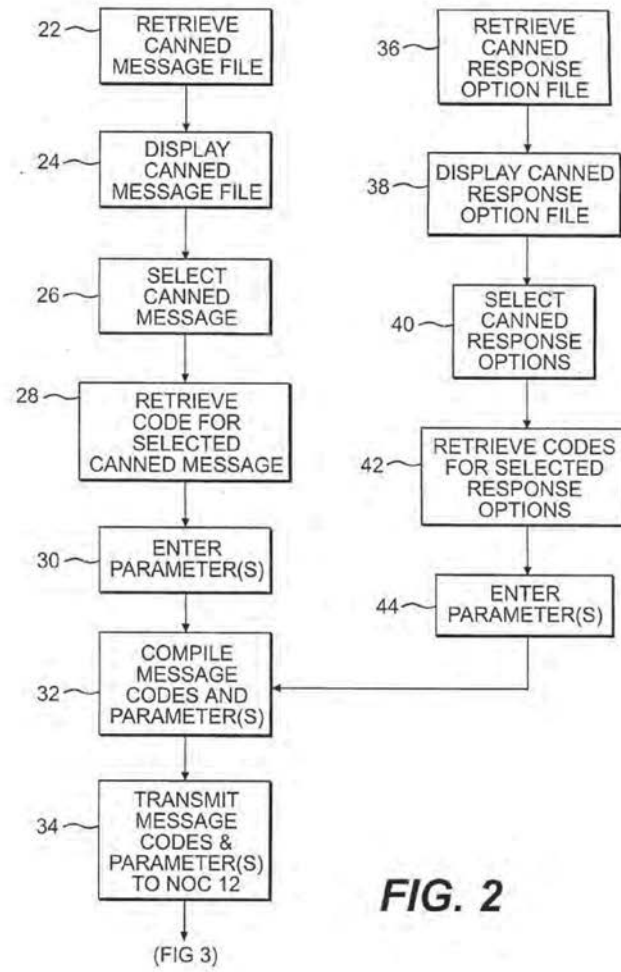 22
RETRIEVE
CANNED
MESSAGE FILE
24
DISPLAY
CANNED
MESSAGE FILE
26
SELECT
CANNED
MESSAGE
28
RETRIEVE
CODE FOR
SELECTED
CANNED MESSAGE
30
ENTER
PARAMETER(S)
32
COMPILE
MESSAGE
CODES AND
PARAMETER(S)
34
TRANSMIT
MESSAGE
CODES &
PARAMETER(S)
TO NOC 12
(FIG 3)
36
RETRIEVE
CANNED
RESPONSE
OPTION FILE
38
DISPLAY CANNED
RESPONSE
OPTION FILE
40
SELECT
CANNED
RESPONSE
OPTIONS
42
RETRIEVE CODES
FOR SELECTED
RESPONSE
OPTIONS
44
ENTER
PARAMETER(S)
FIG. 2